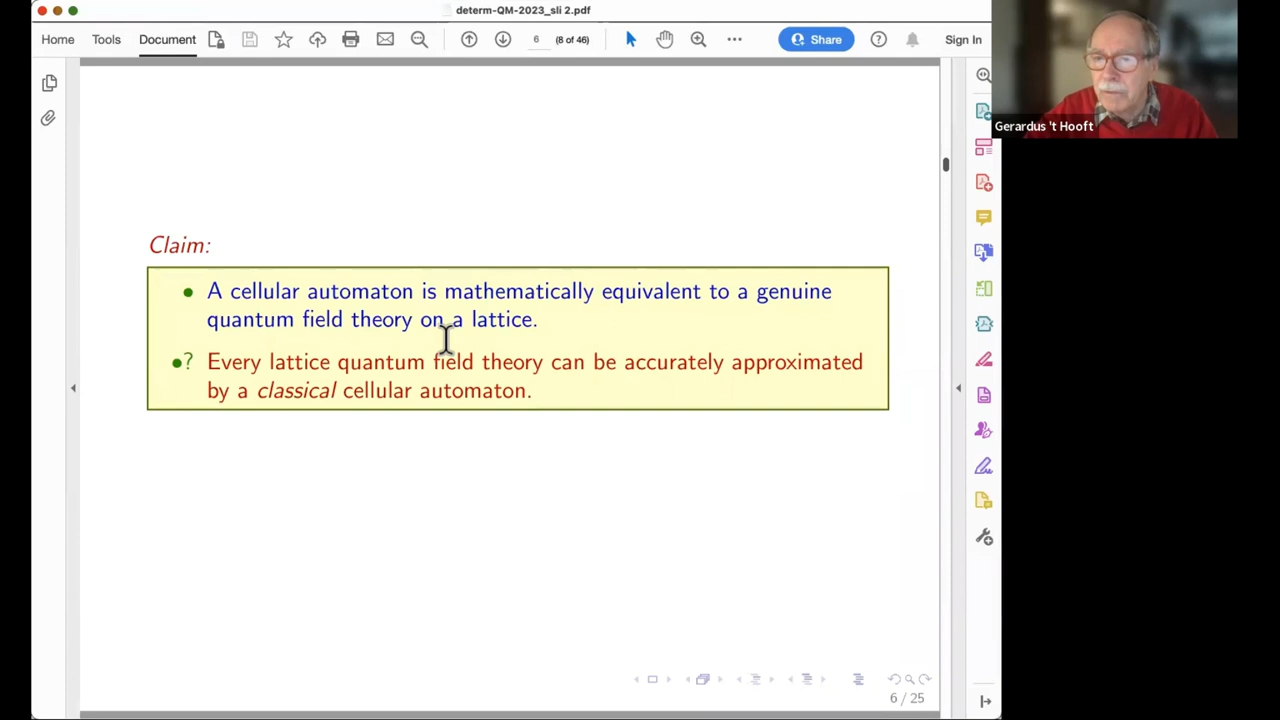 determ-QM-2023_sli 2.pdf
Home Tools Document 6 (8 of 46) Share Sign In
Gerardus 't Hooft
Claim:
• A cellular automaton is mathematically equivalent to a genuine
quantum field theory on a lattice.
•? Every lattice quantum field theory can be accurately approximated
by a classical cellular automaton.
6 / 25